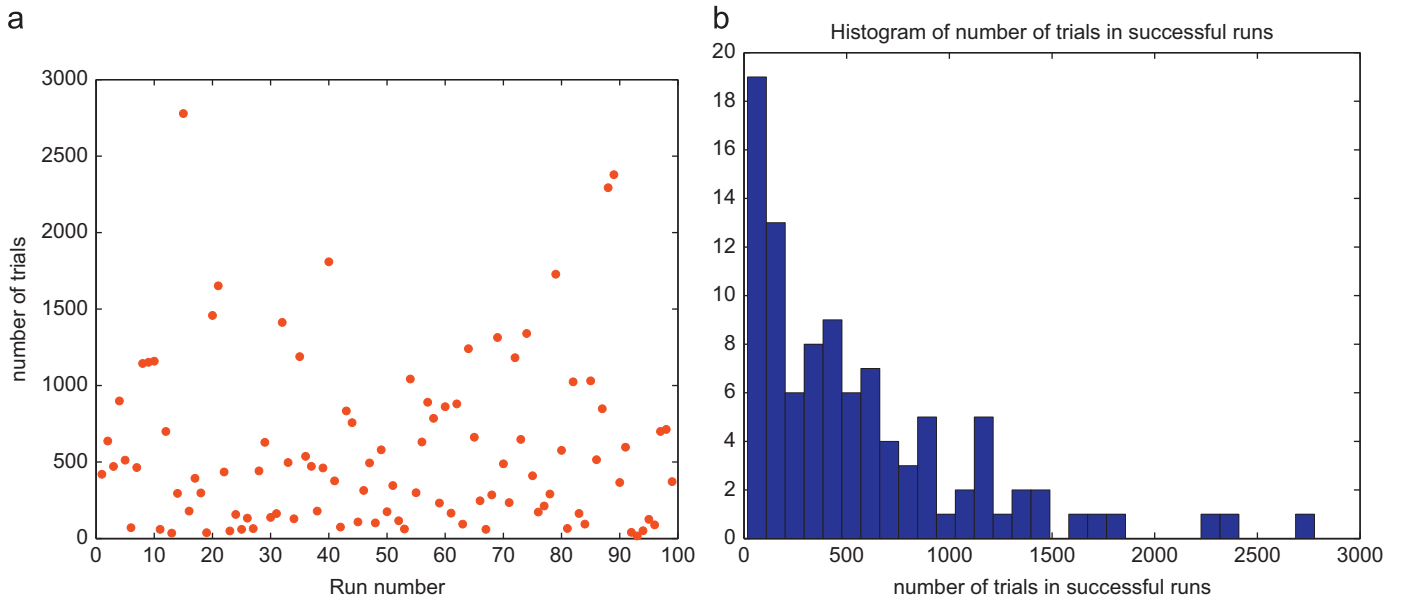 a
3000
2500
2000
1500
1000
500
0
number of trials
0 10 20 30 40 50 60 70 80 90 100
Run number
b
Histogram of number of trials in successful runs
20
18
16
14
12
10
8
6
4
2
0
0 500 1000 1500 2000 2500 3000
number of trials in successful runs